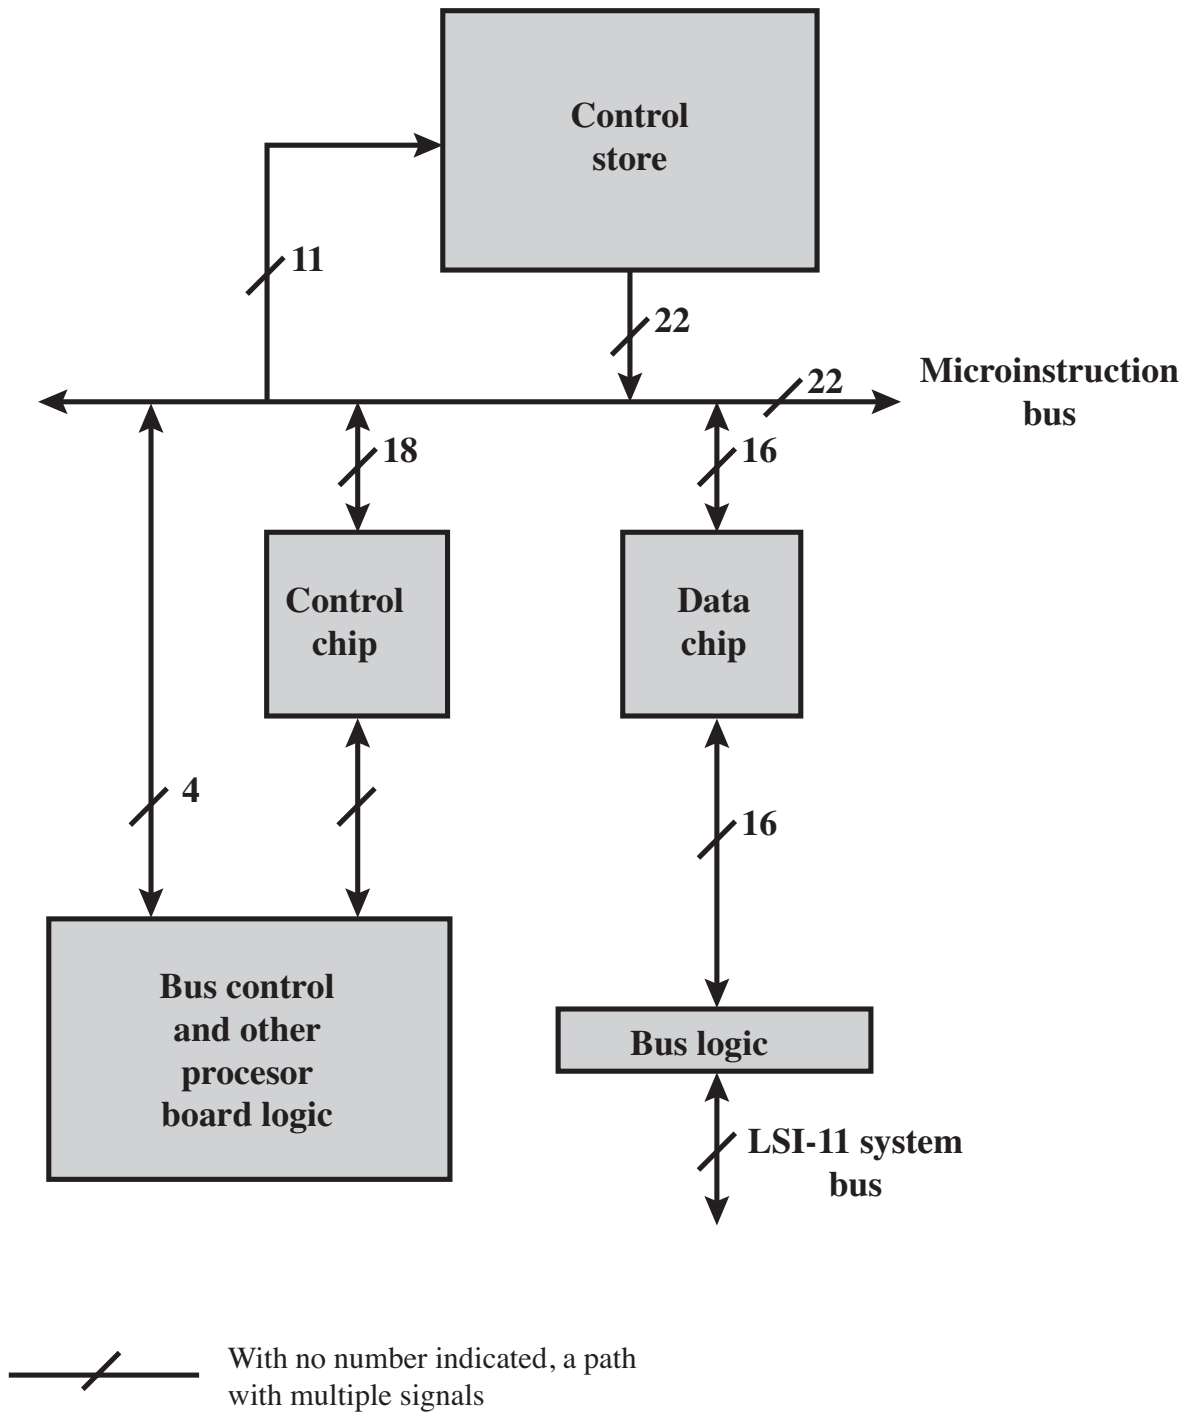 Control
store
11
22
22
Microinstruction
bus
18
16
Control
chip
Data
chip
4
16
Bus control
and other
procesor
board logic
Bus logic
LSI-11 system
bus
With no number indicated, a path
with multiple signals